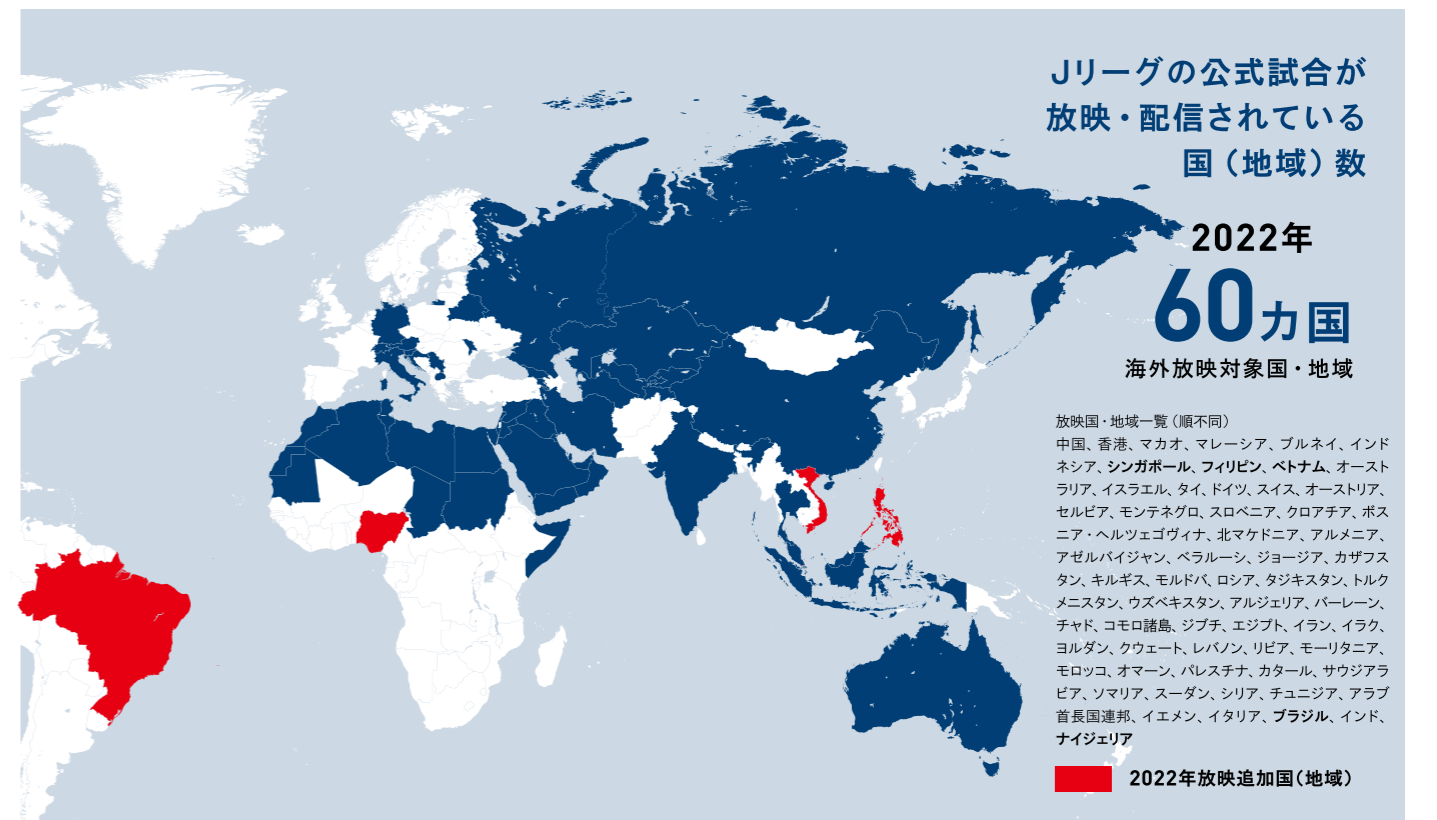 Jリーグの公式試合が
放映・配信されている
国（地域）数
2022年
60カ国
海外放映対象国・地域
放映国・地域一覧（順不同）
中国、香港、マカオ、マレーシア、ブルネイ、インド
ネシア、シンガポール、フィリピン、ベトナム、オースト
ラリア、イスラエル、タイ、ドイツ、スイス、オーストリア、
セルビア、モンテネグロ、スロベニア、クロアチア、ボス
ニア・ヘルツェゴヴィナ、北マケドニア、アルメニア、
アゼルバイジャン、ベラルーシ、ジョージア、カザフス
タン、キルギス、モルドバ、ロシア、タジキスタン、トルク
メニスタン、ウズベキスタン、アルジェリア、バーレーン、
チャド、コモロ諸島、ジブチ、エジプト、イラン、イラク、
ヨルダン、クウェート、レバノン、リビア、モーリタニア、
モロッコ、オマーン、パレスチナ、カタール、サウジアラ
ビア、ソマリア、スーダン、シリア、チュニジア、アラブ
首長国連邦、イエメン、イタリア、ブラジル、インド、
ナイジェリア
2022年放映追加国（地域）